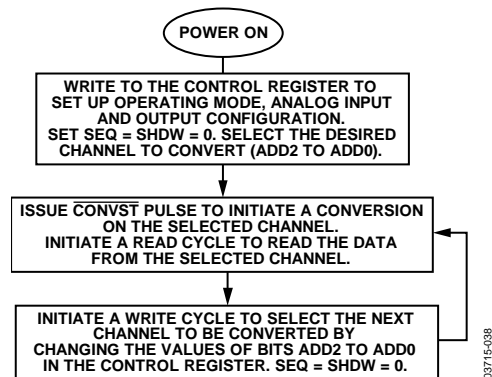 POWER ON
WRITE TO THE CONTROL REGISTER TO
SET UP OPERATING MODE, ANALOG INPUT
AND OUTPUT CONFIGURATION.
SET SEQ = SHDW = 0. SELECT THE DESIRED
CHANNEL TO CONVERT (ADD2 TO ADD0).
ISSUE CONVST PULSE TO INITIATE A CONVERSION
ON THE SELECTED CHANNEL.
INITIATE A READ CYCLE TO READ THE DATA
FROM THE SELECTED CHANNEL.
INITIATE A WRITE CYCLE TO SELECT THE NEXT
CHANNEL TO BE CONVERTED BY
CHANGING THE VALUES OF BITS ADD2 TO ADD0
IN THE CONTROL REGISTER. SEQ = SHDW = 0.
03715-038